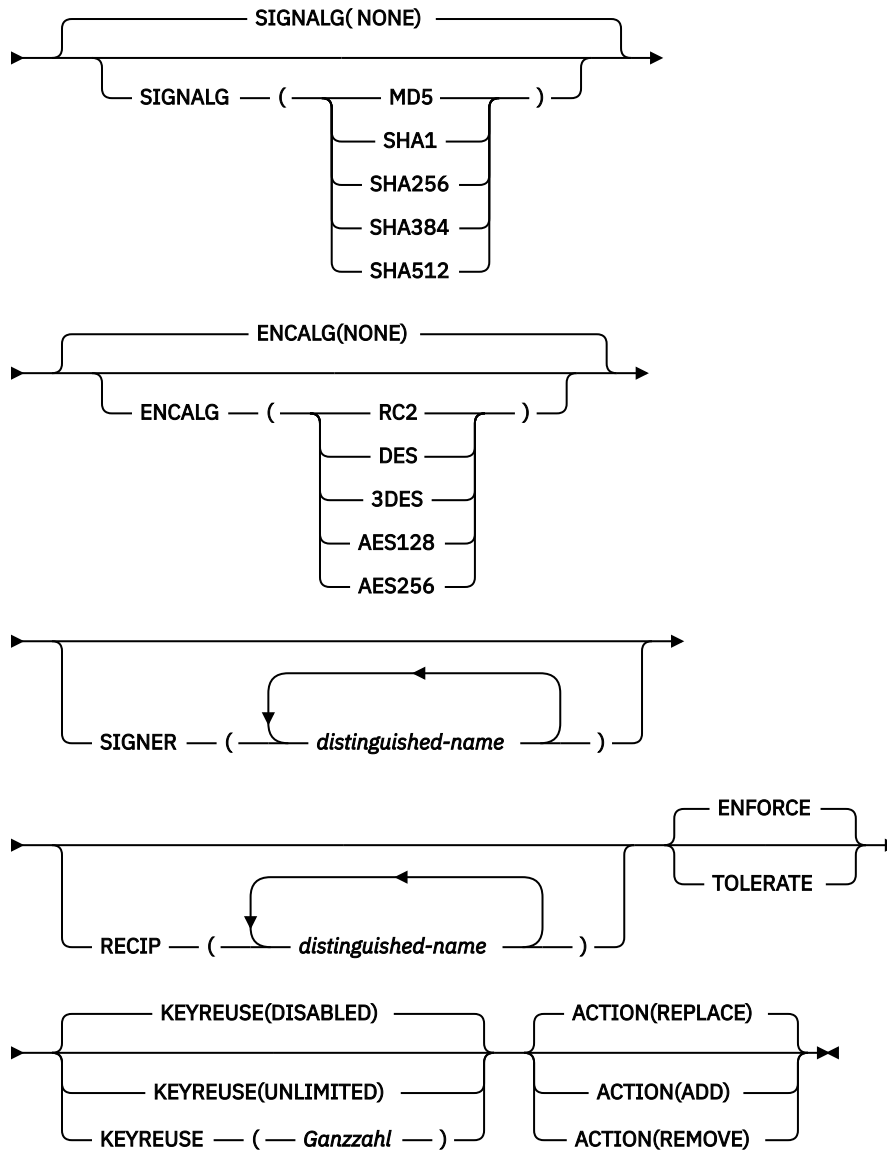 SIGNALG( NONE)
SIGNALG ( MD5 )
SHA1
SHA256
SHA384
SHA512
ENCALG(NONE)
ENCALG ( RC2 )
DES
3DES
AES128
AES256
SIGNER ( distinguished-name )
ENFORCE
TOLERATE
RECIP ( distinguished-name )
KEYREUSE(DISABLED) ACTION(REPLACE)
KEYREUSE(UNLIMITED) ACTION(ADD)
KEYREUSE ( Ganzzahl ) ACTION(REMOVE)